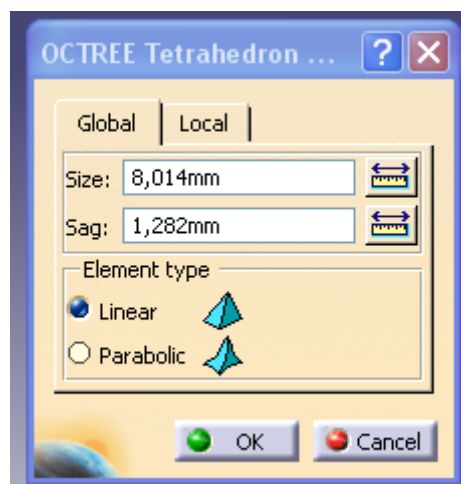 OCTREE Tetrahedron ...
Global Local
Size: 8,014mm
Sag: 1,282mm
Element type
Linear
Parabolic
OK Cancel